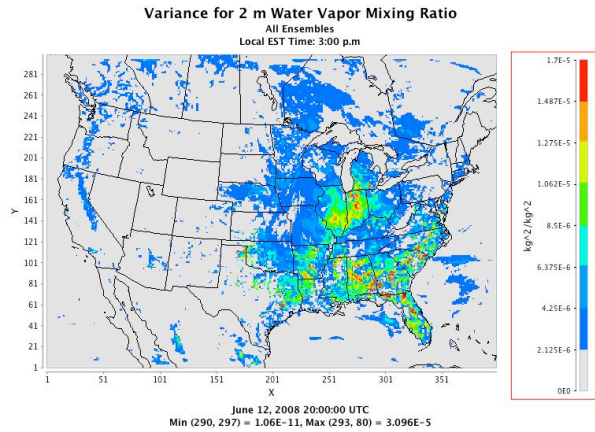 Variance for 2 m Water Vapor Mixing Ratio
All Ensembles
Local EST Time: 3:00 p.m
281
261
241
221
201
181
161
141
121
101
81
61
41
21
1
Y
1 51 101 151 201 251 301 351
X
1.7E-5
1.487E-5
1.275E-5
1.062E-5
8.5E-6
6.375E-6
4.25E-6
2.125E-6
0E0
kg^2/kg^2
June 12, 2008 20:00:00 UTC
Min (290, 297) = 1.06E-11, Max (293, 80) = 3.096E-5